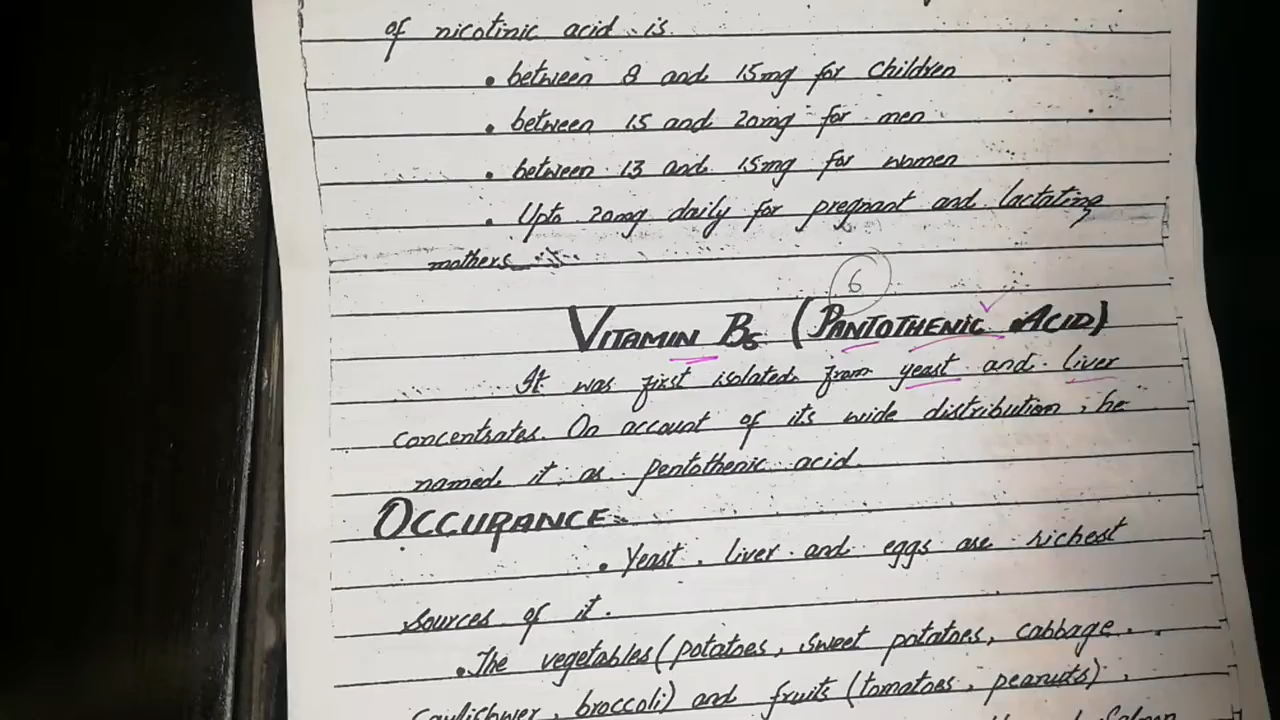 of nicotinic acid is
• between 8 and 15mg for children
• between 15 and 20mg for men
• between 13 and 15mg for women
• Upto 20mg daily for pregnant and lactating
mothers
6
VITAMIN B5 (PANTOTHENIC ACID)
It was first isolated from yeast and liver
concentrates. On account of its wide distribution, he
named it as pentothenic acid.
OCCURANCE
• Yeast, liver and eggs are richest
sources of it.
• The vegetables (potatoes, sweet potatoes, cabbage,
cauliflower, broccoli) and fruits (tomatoes, peanuts),
Salmon